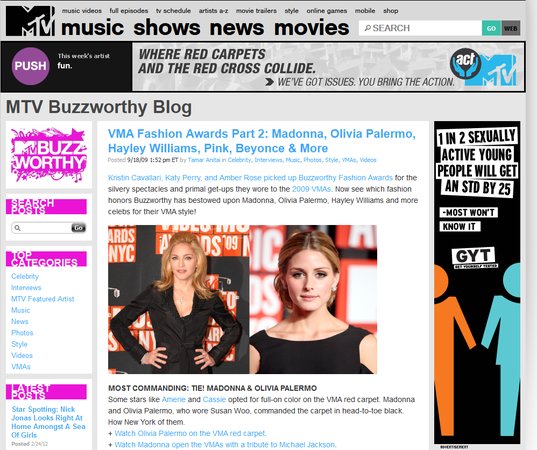 music videos full episodes tv schedule artists a-z movie trailers style online games mobile shop
MTV
music shows news movies
SEARCH
GO
WEB
PUSH
This week's artist
fun.
WHERE RED CARPETS
AND THE RED CROSS COLLIDE.
WE'VE GOT ISSUES. YOU BRING THE ACTION.
act
MTV
MTV Buzzworthy Blog
MTV BUZZ
WORTHY
SEARCH
POSTS
Go
TOP
CATEGORIES
Celebrity
Interviews
MTV Featured Artist
Music
News
Photos
Style
Videos
VMAs
LATEST
POSTS
Star Spotting: Nick
Jonas Looks Right At
Home Amongst A Sea
Of Girls
Posted 2/24/12
VMA Fashion Awards Part 2: Madonna, Olivia Palermo,
Hayley Williams, Pink, Beyonce & More
Posted 9/18/09 1:52 pm ET by Tamar Anitai in Celebrity, Interviews, Music, Photos, Style, VMAs, Videos
Kristin Cavallari, Katy Perry, and Amber Rose picked up Buzzworthy Fashion Awards for
the silvery spectacles and primal get-ups they wore to the 2009 VMAs. Now see which fashion
honors Buzzworthy has bestowed upon Madonna, Olivia Palermo, Hayley Williams and more
celebs for their VMA style!
VIDEO MUSIC
AWARDS '09
NYC
MOST COMMANDING: TIE! MADONNA & OLIVIA PALERMO
Some stars like Amerie and Cassie opted for full-on color on the VMA red carpet. Madonna
and Olivia Palermo, who wore Susan Woo, commanded the carpet in head-to-toe black.
How New York of them.
+ Watch Olivia Palermo on the VMA red carpet.
+ Watch Madonna open the VMAs with a tribute to Michael Jackson.
1 IN 2 SEXUALLY
ACTIVE YOUNG
PEOPLE WILL GET
AN STD BY 25
-MOST WON'T
KNOW IT
GYT
GET YOURSELF TESTED
ADVERTISEMENT